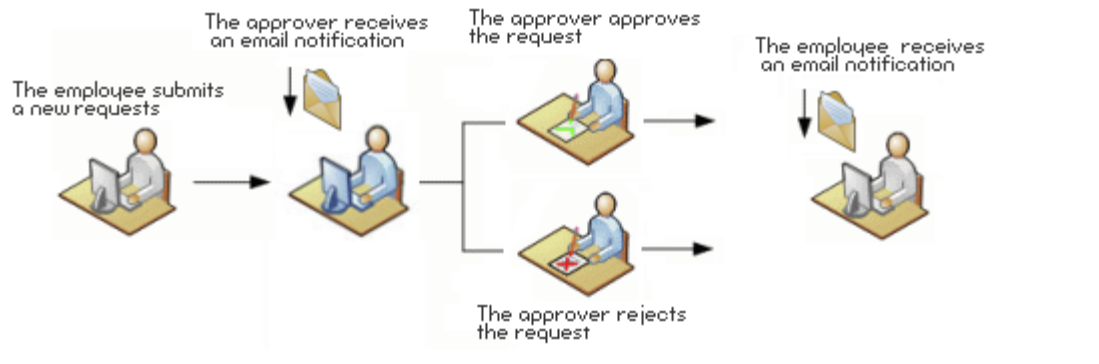 The employee submits
a new requests
The approver receives
an email notification
The approver approves
the request
The approver rejects
the request
The employee receives
an email notification